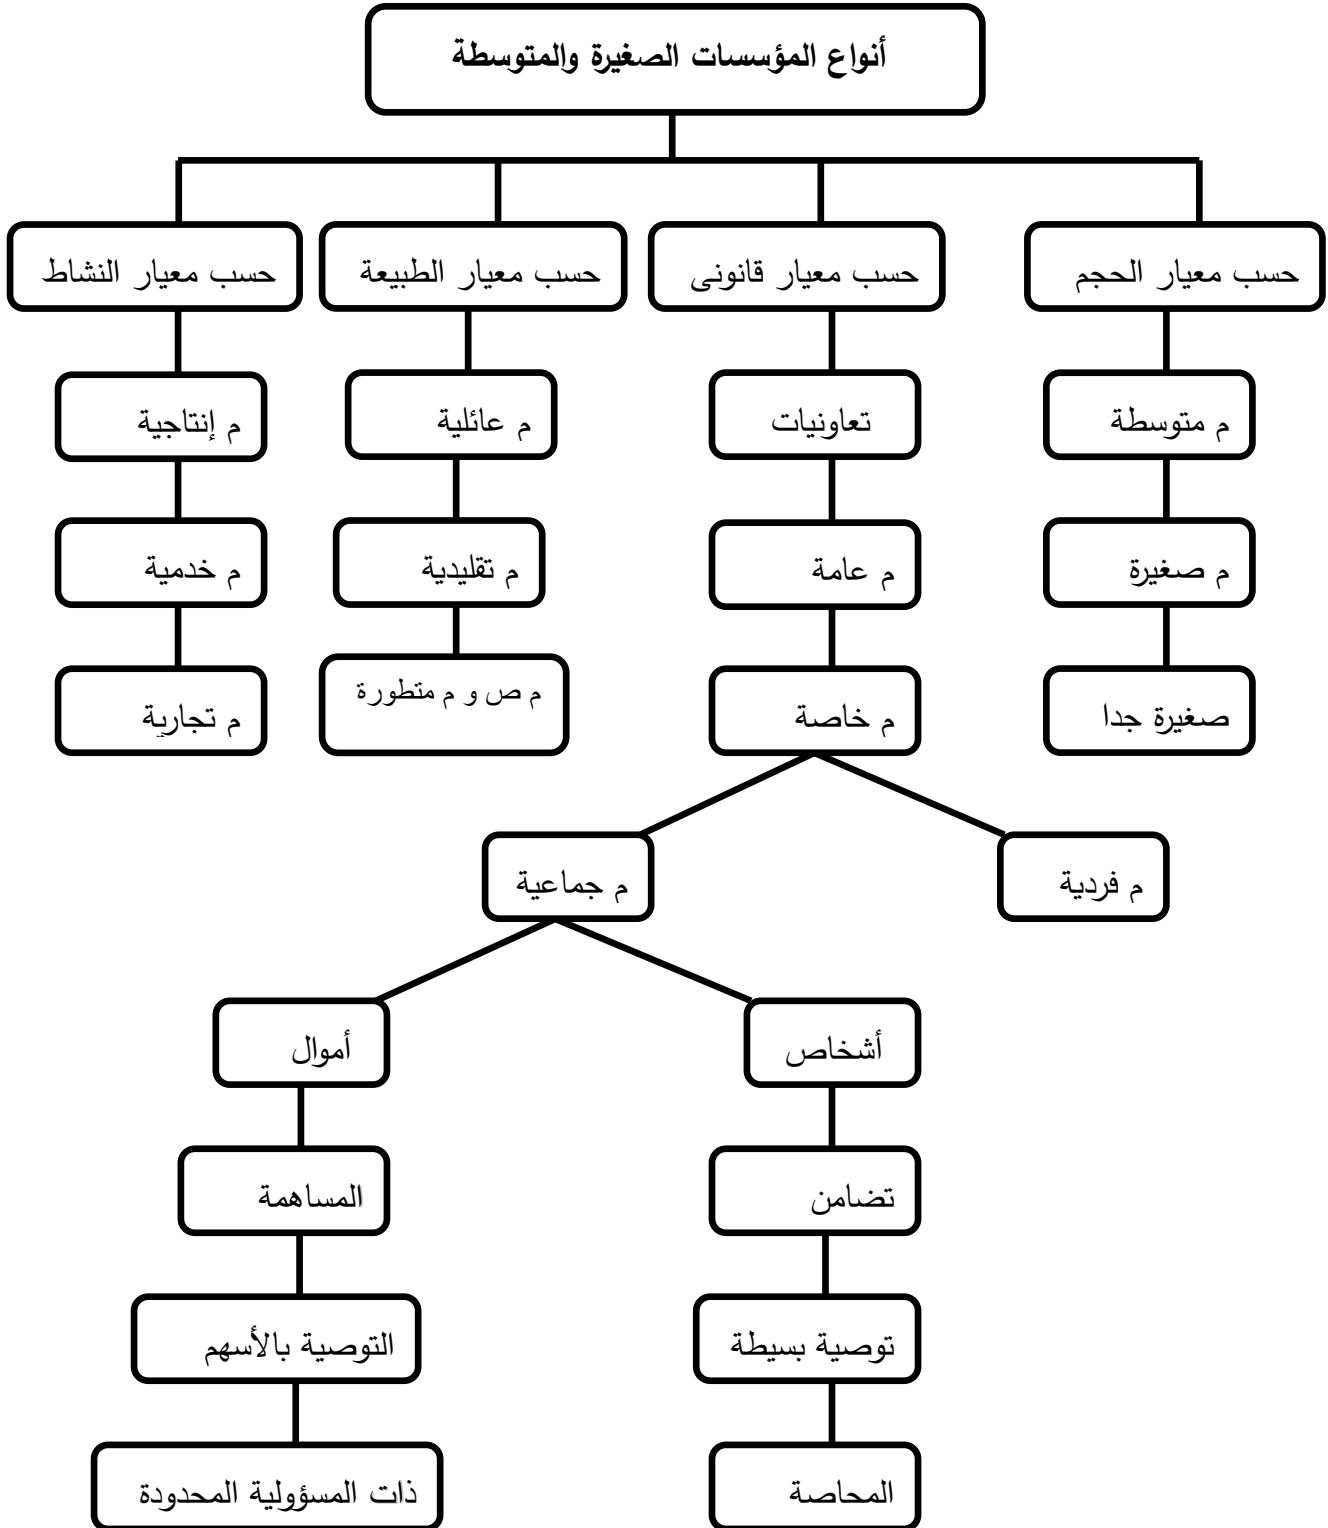 أنواع المؤسسات الصغيرة والمتوسطة
حسب معيار الحجم
حسب معيار قانونى
حسب معيار الطبيعة
حسب معيار النشاط
م متوسطة
تعاونيات
م عائلية
م إنتاجية
م صغيرة
م عامة
م تقليدية
م خدمية
صغيرة جدا
م خاصة
م ص و م متطورة
م تجارية
م فردية
م جماعية
أشخاص
أموال
تضامن
المساهمة
توصية بسيطة
التوصية بالأسهم
المحاصة
ذات المسؤولية المحدودة